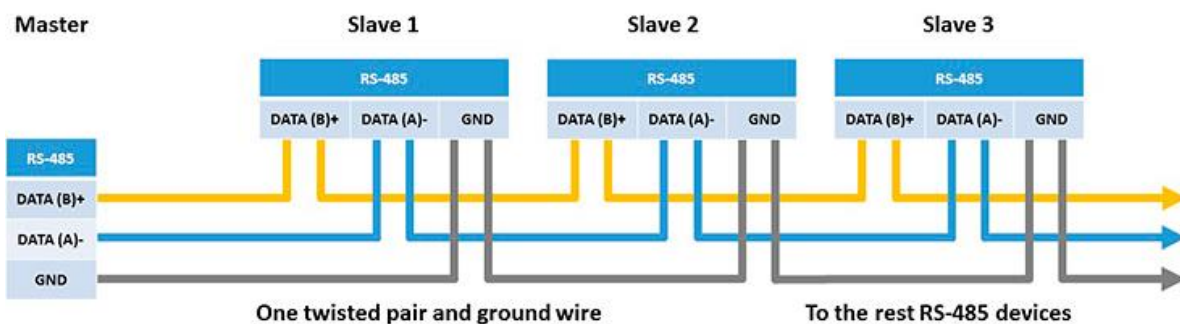 Master
Slave 1
Slave 2
Slave 3
RS-485
RS-485
RS-485
DATA (B)+ DATA (A)- GND
DATA (B)+ DATA (A)- GND
DATA (B)+ DATA (A)- GND
RS-485
DATA (B)+
DATA (A)-
GND
One twisted pair and ground wire
To the rest RS-485 devices